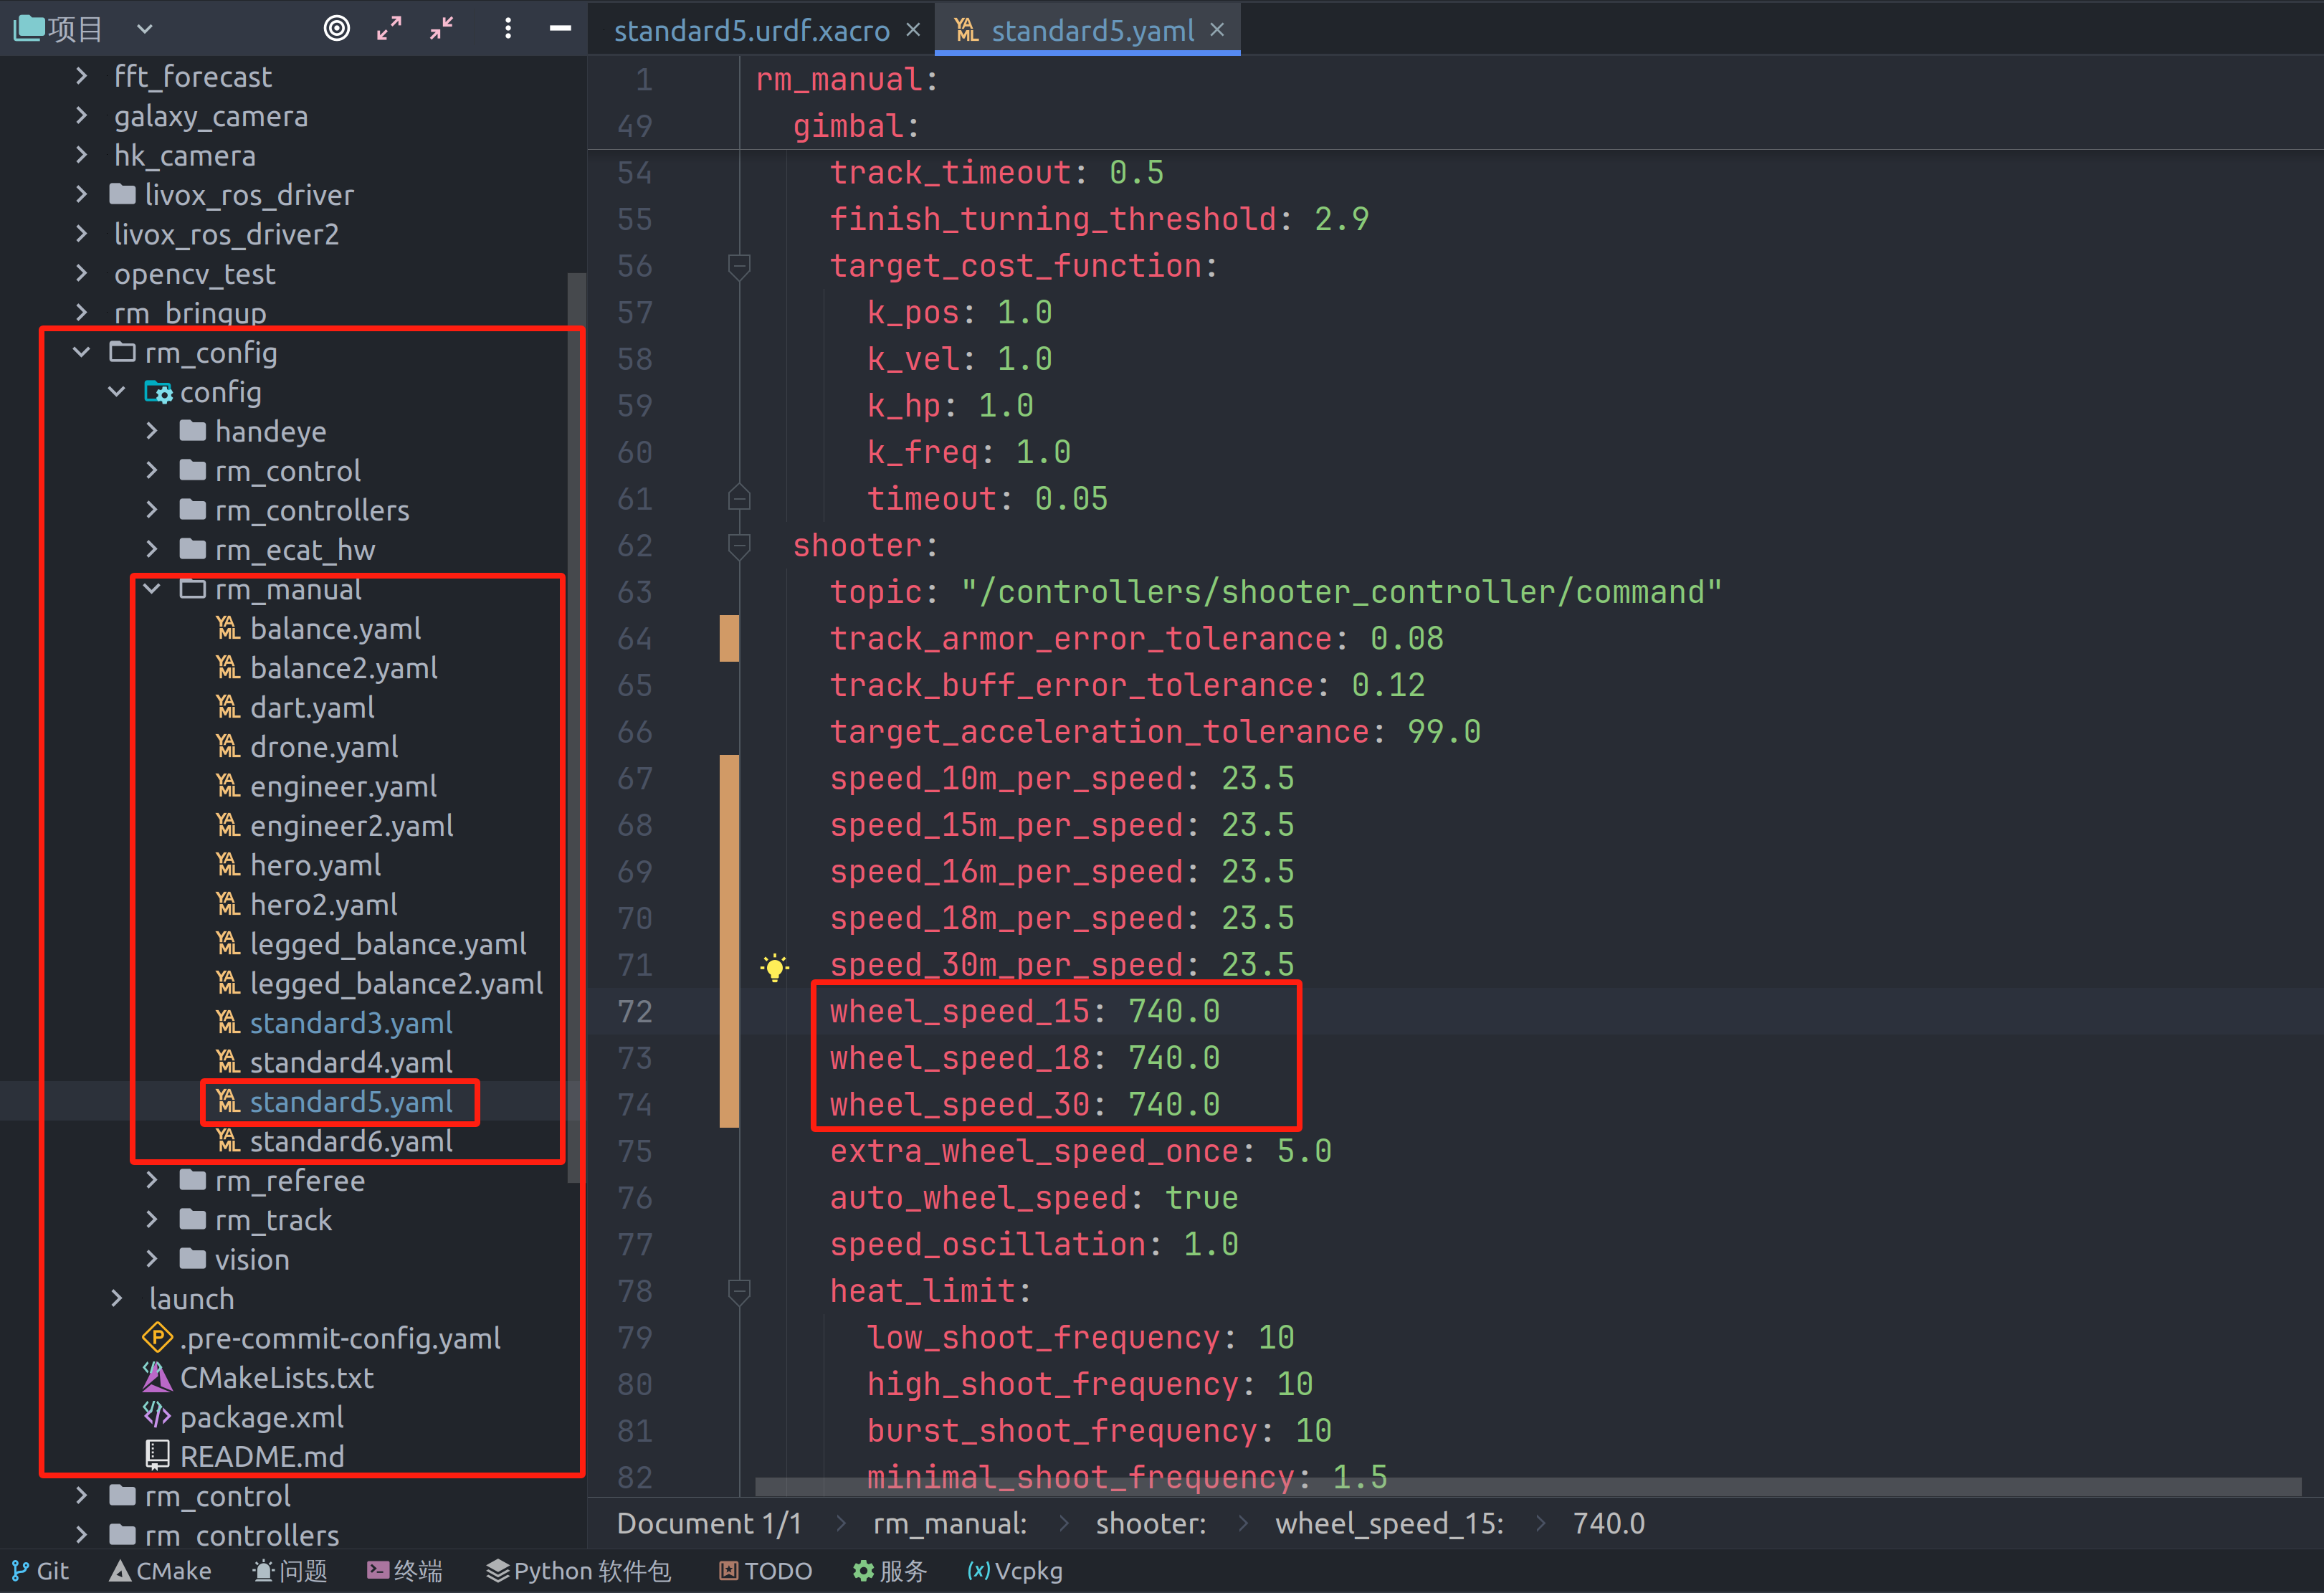 项目
fft_forecast
galaxy_camera
hk_camera
livox_ros_driver
livox_ros_driver2
opencv_test
rm_bringup
rm_config
config
handeye
rm_control
rm_controllers
rm_ecat_hw
rm_manual
balance.yaml
balance2.yaml
dart.yaml
drone.yaml
engineer.yaml
engineer2.yaml
hero.yaml
hero2.yaml
legged_balance.yaml
legged_balance2.yaml
standard3.yaml
standard4.yaml
standard5.yaml
standard6.yaml
rm_referee
rm_track
vision
launch
.pre-commit-config.yaml
CMakeLists.txt
package.xml
README.md
rm_control
rm_controllers
standard5.urdf.xacro standard5.yaml
1 rm_manual:
49 gimbal:
54 track_timeout: 0.5
55 finish_turning_threshold: 2.9
56 target_cost_function:
57 k_pos: 1.0
58 k_vel: 1.0
59 k_hp: 1.0
60 k_freq: 1.0
61 timeout: 0.05
62 shooter:
63 topic: "/controllers/shooter_controller/command"
64 track_armor_error_tolerance: 0.08
65 track_buff_error_tolerance: 0.12
66 target_acceleration_tolerance: 99.0
67 speed_10m_per_speed: 23.5
68 speed_15m_per_speed: 23.5
69 speed_16m_per_speed: 23.5
70 speed_18m_per_speed: 23.5
71 speed_30m_per_speed: 23.5
72 wheel_speed_15: 740.0
73 wheel_speed_18: 740.0
74 wheel_speed_30: 740.0
75 extra_wheel_speed_once: 5.0
76 auto_wheel_speed: true
77 speed_oscillation: 1.0
78 heat_limit:
79 low_shoot_frequency: 10
80 high_shoot_frequency: 10
81 burst_shoot_frequency: 10
82 minimal_shoot_frequency: 1.5
Document 1/1 > rm_manual: > shooter: > wheel_speed_15: > 740.0
Git CMake 问题 终端 Python 软件包 TODO 服务 Vcpkg